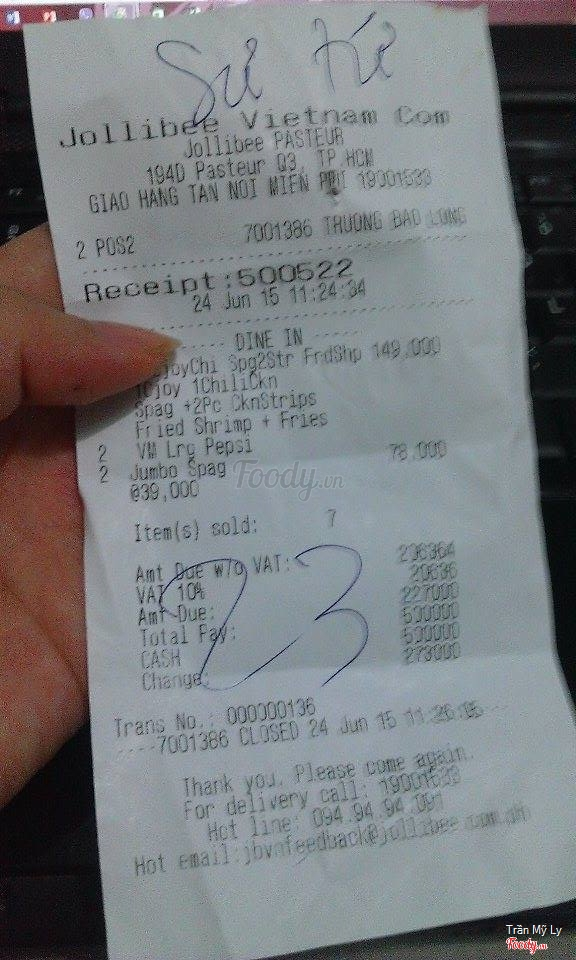 Sư Tử
Jollibee Vietnam Com
Jollibee PASTEUR
194D Pasteur Q3, TP.HCM
GIAO HANG TAN NOI MIEN PHI 19001533
2 POS2 7001386 TRUONG BAO LONG
Receipt:500522
24 Jun 15 11:24:34
DINE IN
Spg2Str FrdShp 149,000
1Cjoy 1ChiliCkn
Spag +2Pc CknStrips
Fried Shrimp + Fries
2 VM Lrg Pepsi
2 Jumbo Spag 78,000
@39,000
Item(s) sold: 7
Amt Due w/o VAT: 206364
VAT 10% 20636
Amt Due: 227000
Total Pay: 500000
CASH 500000
Change: 273000
23
Trans No.: 000000136
----7001386 CLOSED 24 Jun 15 11:26:05
Thank you. Please come again.
For delivery call: 19001533
Hot line: 094.94.94.091
Hot email:jbvnfeedback@jollibee.com.ph
Foody.vn
Trần Mỹ Ly
Foody.vn